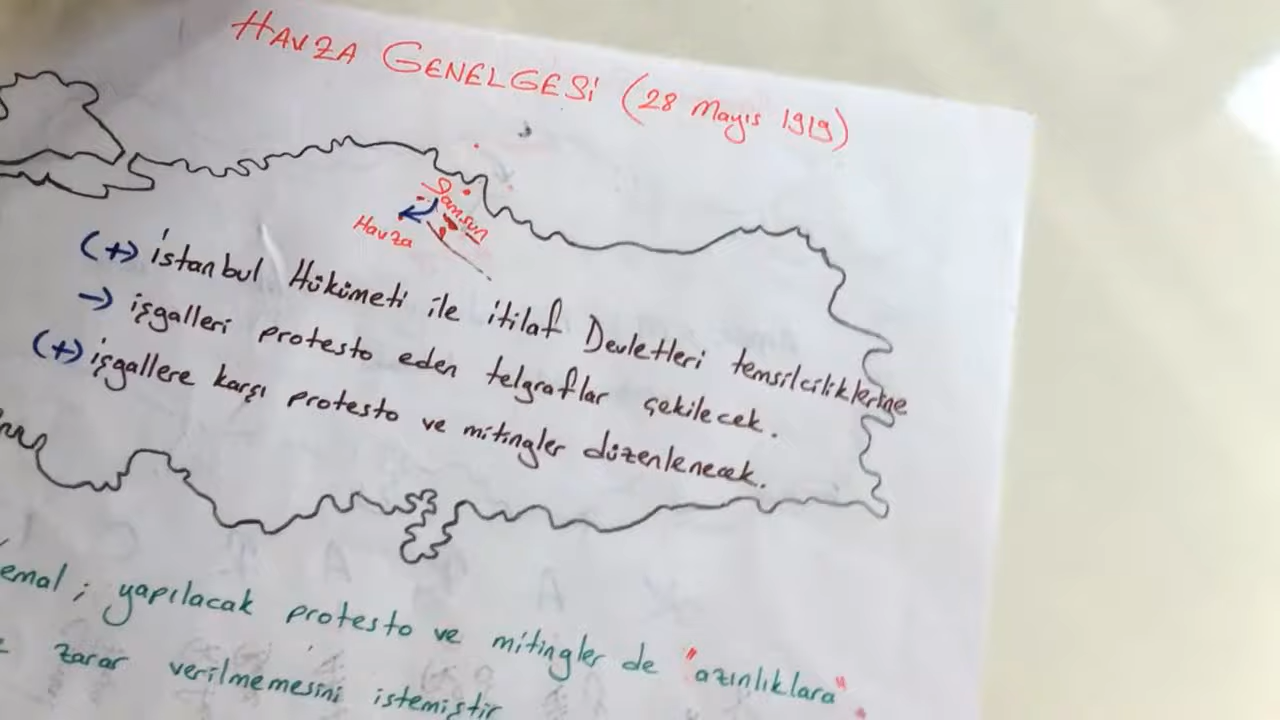 HAVZA GENELGESİ (28 Mayıs 1919)
Samsun
Havza
(+) İstanbul Hükümeti ile itilaf Devletleri temsilciliklerine
→ işgalleri protesto eden telgraflar çekilecek.
(+) işgallere karşı protesto ve mitingler düzenlenecek.
emal; yapılacak protesto ve mitingler de "azınlıklara"
zarar verilmemesini istemiştir